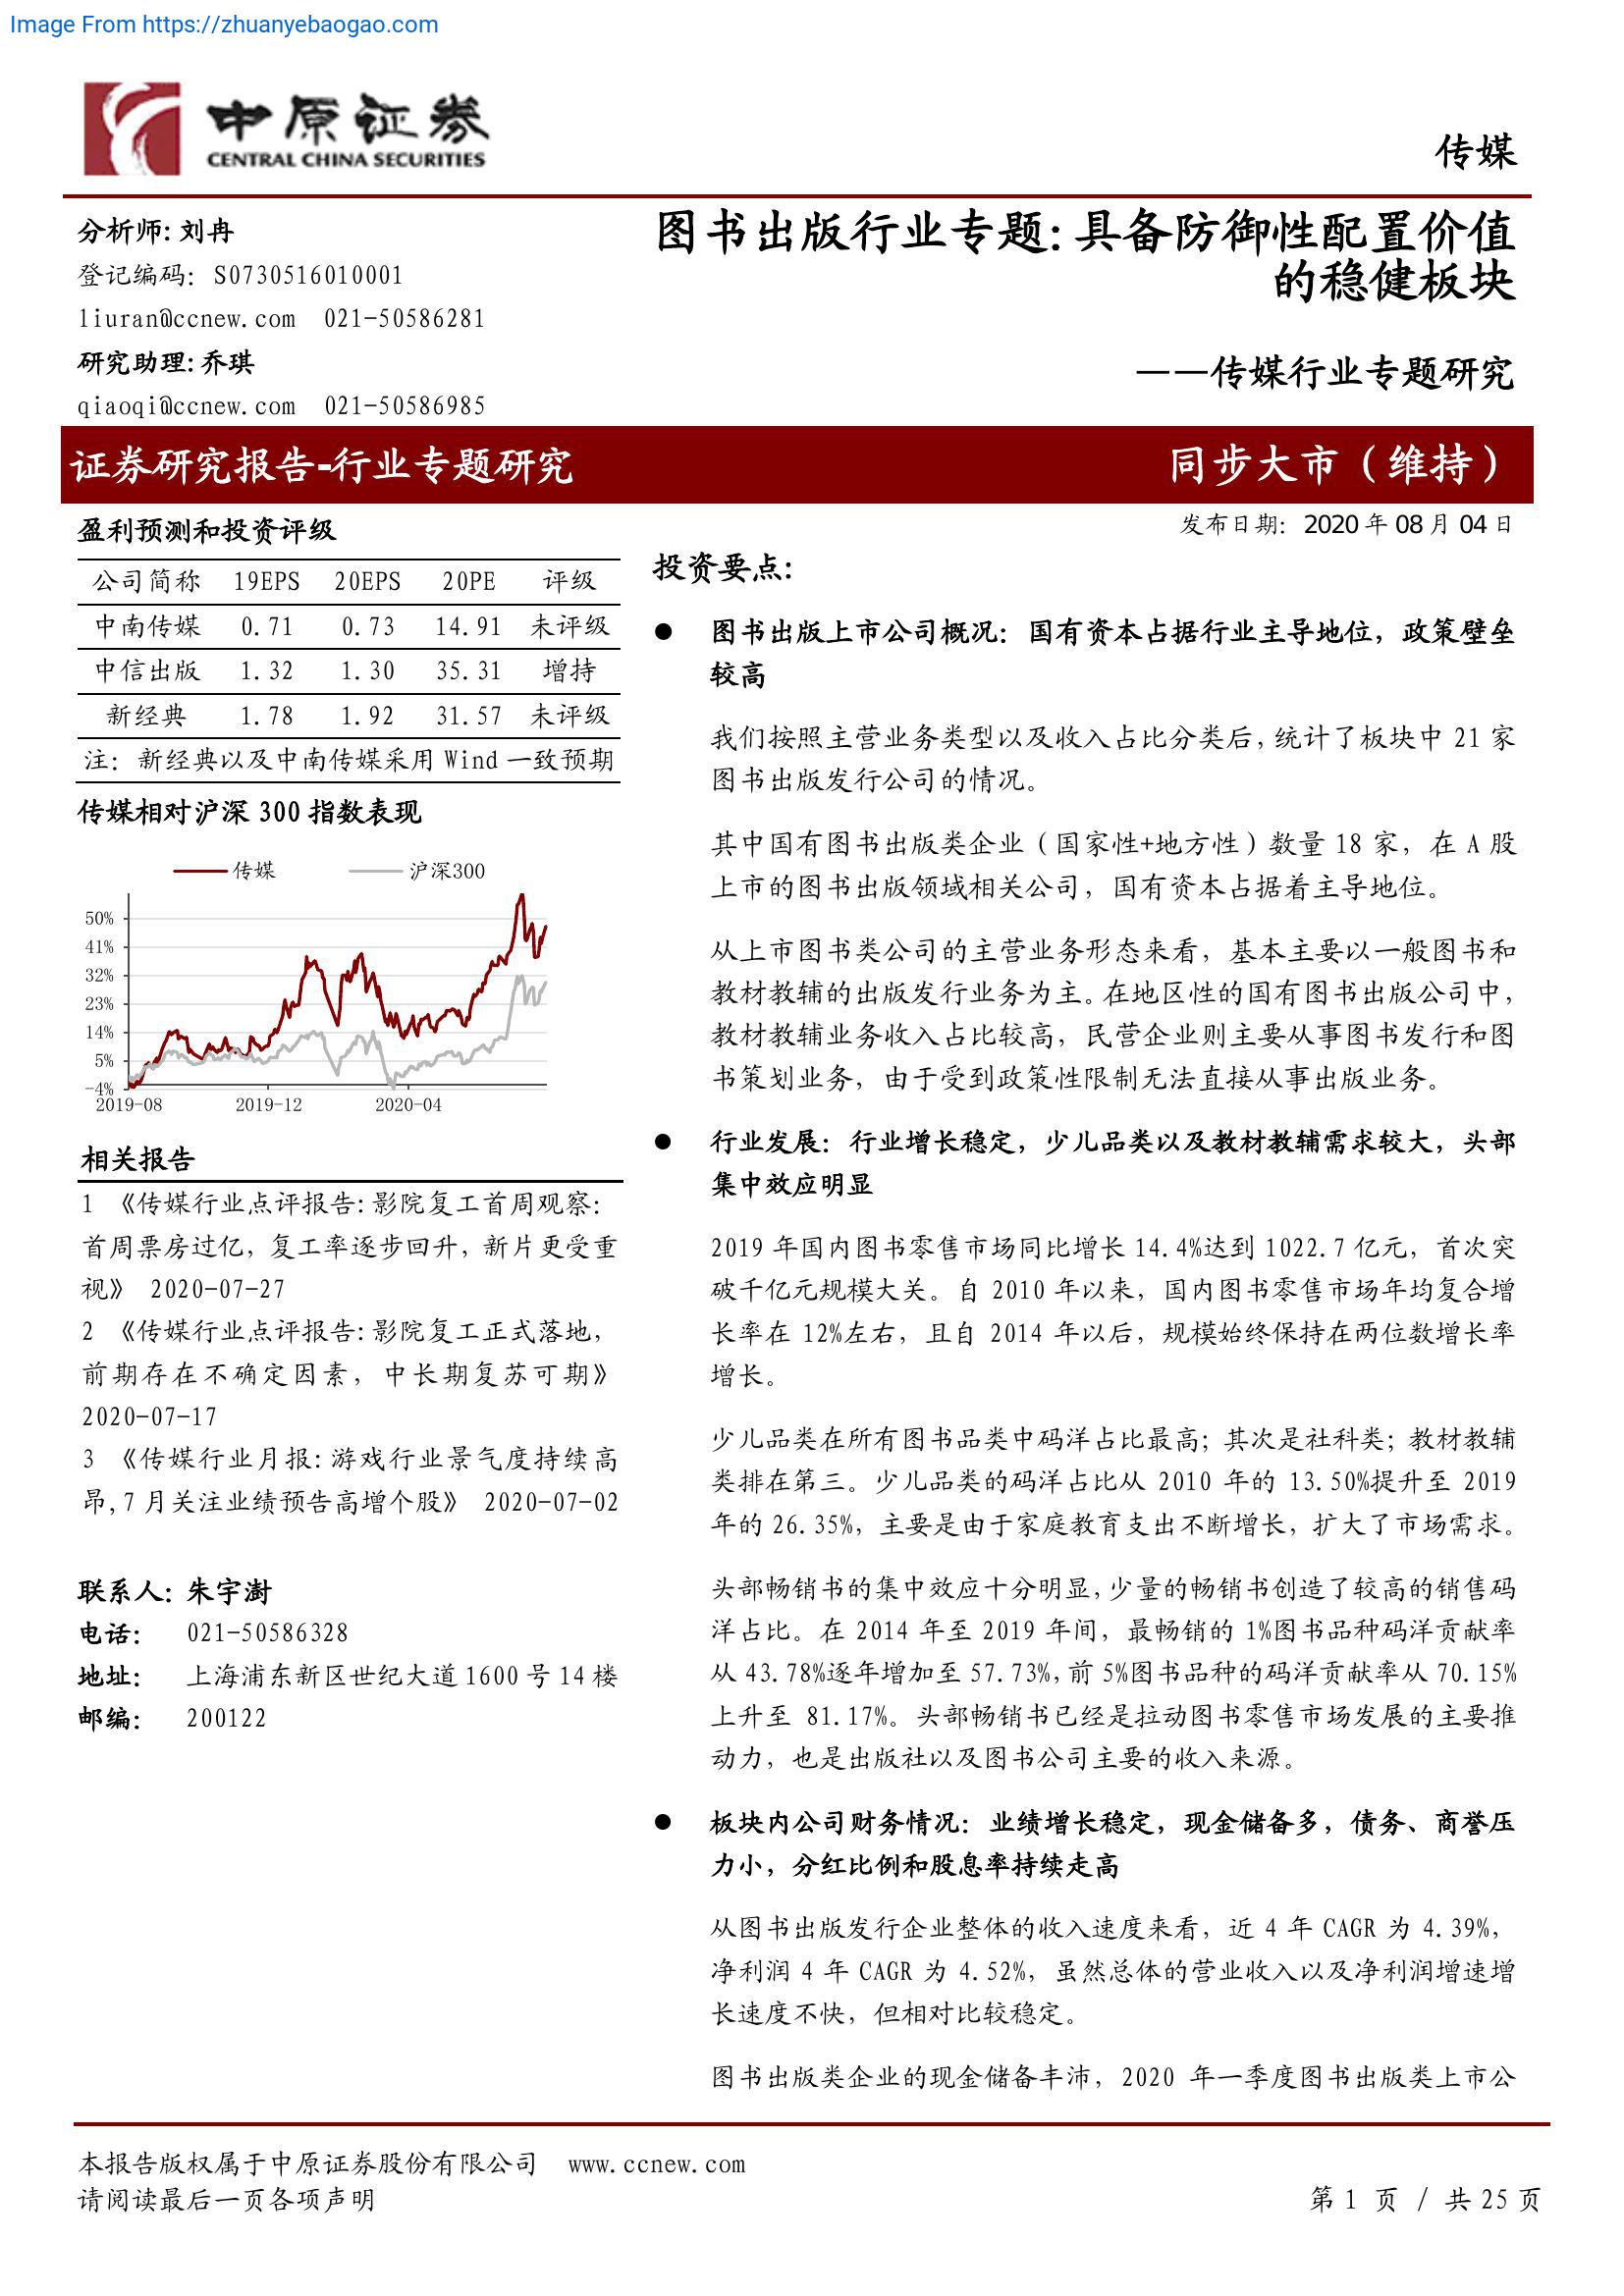 Image From https://zhuanyebaogao.com
中原证券
CENTRAL CHINA SECURITIES
传媒
分析师:刘冉
登记编码：S0730516010001
liuran@ccnew.com 021-50586281
研究助理:乔琪
qiaoqi@ccnew.com 021-50586985
图书出版行业专题:具备防御性配置价值
的稳健板块
——传媒行业专题研究
证券研究报告-行业专题研究
同步大市（维持）
盈利预测和投资评级
公司简称 19EPS 20EPS 20PE 评级
中南传媒 0.71 0.73 14.91 未评级
中信出版 1.32 1.30 35.31 增持
新经典 1.78 1.92 31.57 未评级
注：新经典以及中南传媒采用 Wind 一致预期
传媒相对沪深 300 指数表现
传媒 沪深300
50%
41%
32%
23%
14%
5%
-4%
2019-08 2019-12 2020-04
相关报告
1 《传媒行业点评报告:影院复工首周观察：
首周票房过亿，复工率逐步回升，新片更受重
视》 2020-07-27
2 《传媒行业点评报告:影院复工正式落地，
前期存在不确定因素，中长期复苏可期》
2020-07-17
3 《传媒行业月报:游戏行业景气度持续高
昂,7 月关注业绩预告高增个股》 2020-07-02
联系人：朱宇澍
电话： 021-50586328
地址： 上海浦东新区世纪大道 1600 号 14 楼
邮编： 200122
发布日期：2020 年 08 月 04 日
投资要点：
● 图书出版上市公司概况：国有资本占据行业主导地位，政策壁垒
较高
我们按照主营业务类型以及收入占比分类后,统计了板块中 21 家
图书出版发行公司的情况。
其中国有图书出版类企业（国家性+地方性）数量 18 家，在 A 股
上市的图书出版领域相关公司，国有资本占据着主导地位。
从上市图书类公司的主营业务形态来看，基本主要以一般图书和
教材教辅的出版发行业务为主。在地区性的国有图书出版公司中，
教材教辅业务收入占比较高，民营企业则主要从事图书发行和图
书策划业务，由于受到政策性限制无法直接从事出版业务。
● 行业发展：行业增长稳定，少儿品类以及教材教辅需求较大，头部
集中效应明显
2019 年国内图书零售市场同比增长 14.4%达到 1022.7 亿元，首次突
破千亿元规模大关。自 2010 年以来，国内图书零售市场年均复合增
长率在 12%左右，且自 2014 年以后，规模始终保持在两位数增长率
增长。
少儿品类在所有图书品类中码洋占比最高；其次是社科类；教材教辅
类排在第三。少儿品类的码洋占比从 2010 年的 13.50%提升至 2019
年的 26.35%，主要是由于家庭教育支出不断增长，扩大了市场需求。
头部畅销书的集中效应十分明显,少量的畅销书创造了较高的销售码
洋占比。在 2014 年至 2019 年间，最畅销的 1%图书品种码洋贡献率
从 43.78%逐年增加至 57.73%,前 5%图书品种的码洋贡献率从 70.15%
上升至 81.17%。头部畅销书已经是拉动图书零售市场发展的主要推
动力，也是出版社以及图书公司主要的收入来源。
● 板块内公司财务情况：业绩增长稳定，现金储备多，债务、商誉压
力小，分红比例和股息率持续走高
从图书出版发行企业整体的收入速度来看，近 4 年 CAGR 为 4.39%，
净利润 4 年 CAGR 为 4.52%，虽然总体的营业收入以及净利润增速增
长速度不快，但相对比较稳定。
图书出版类企业的现金储备丰沛，2020 年一季度图书出版类上市公
本报告版权属于中原证券股份有限公司 www.ccnew.com
请阅读最后一页各项声明
第 1 页 / 共 25 页